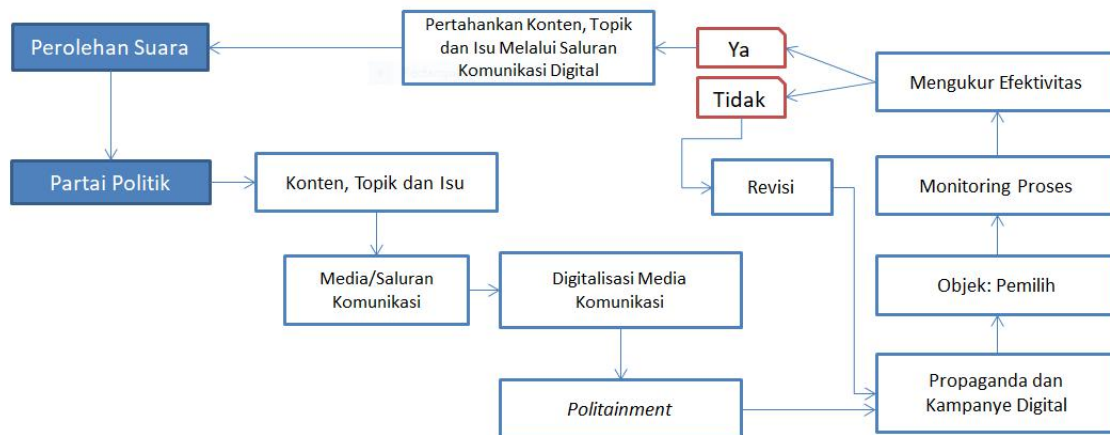 Perolehan Suara
Pertahankan Konten, Topik
dan Isu Melalui Saluran
Komunikasi Digital
Ya
Tidak
Mengukur Efektivitas
Partai Politik
Konten, Topik dan Isu
Revisi
Monitoring Proses
Media/Saluran
Komunikasi
Digitalisasi Media
Komunikasi
Objek: Pemilih
Politainment
Propaganda dan
Kampanye Digital